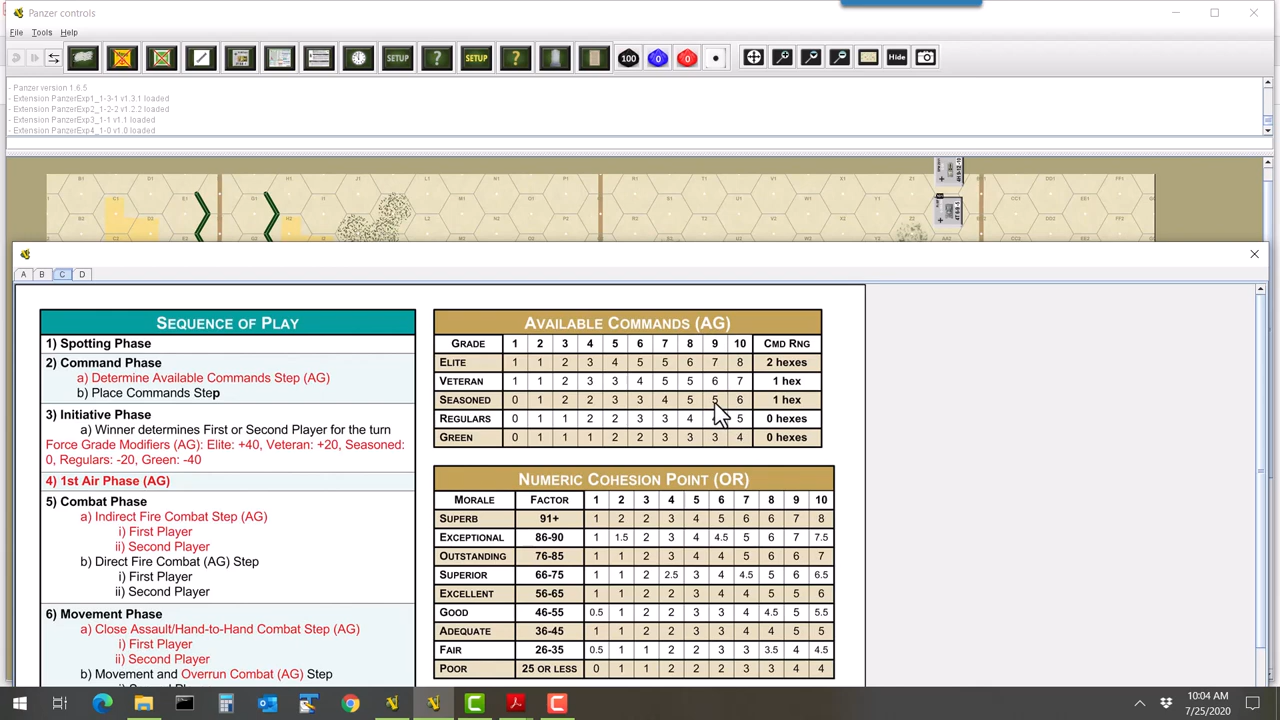 Panzer controls
File Tools Help
SETUP ? SETUP ? 100 0 0 Hide
- Panzer version 1.6.5
- Extension PanzerExp1_1-3-1 v1.3.1 loaded
- Extension PanzerExp2_1-2-2 v1.2.2 loaded
- Extension PanzerExp3_1-1 v1.1 loaded
- Extension PanzerExp4_1-0 v1.0 loaded
A B C D
SEQUENCE OF PLAY
1) Spotting Phase
2) Command Phase
a) Determine Available Commands Step (AG)
b) Place Commands Step
3) Initiative Phase
a) Winner determines First or Second Player for the turn
Force Grade Modifiers (AG): Elite: +40, Veteran: +20, Seasoned:
0, Regulars: -20, Green: -40
4) 1st Air Phase (AG)
5) Combat Phase
a) Indirect Fire Combat Step (AG)
i) First Player
ii) Second Player
b) Direct Fire Combat (AG) Step
i) First Player
ii) Second Player
6) Movement Phase
a) Close Assault/Hand-to-Hand Combat Step (AG)
i) First Player
ii) Second Player
b) Movement and Overrun Combat (AG) Step
AVAILABLE COMMANDS (AG)
GRADE 1 2 3 4 5 6 7 8 9 10 CMD RNG
ELITE 1 1 2 3 4 5 5 6 7 8 2 hexes
VETERAN 1 1 2 3 3 4 5 5 6 7 1 hex
SEASONED 0 1 2 2 3 3 4 5 5 6 1 hex
REGULARS 0 1 1 2 2 3 3 4 5 0 hexes
GREEN 0 1 1 1 2 2 3 3 3 4 0 hexes
NUMERIC COHESION POINT (OR)
MORALE FACTOR 1 2 3 4 5 6 7 8 9 10
SUPERB 91+ 1 2 2 3 4 5 6 6 7 8
EXCEPTIONAL 86-90 1 1.5 2 3 4 4.5 5 6 7 7.5
OUTSTANDING 76-85 1 1 2 3 4 4 5 6 6 7
SUPERIOR 66-75 1 1 2 2.5 3 4 4.5 5 6 6.5
EXCELLENT 56-65 1 1 2 2 3 4 4 5 5 6
GOOD 46-55 0.5 1 2 2 3 3 4 4.5 5 5.5
ADEQUATE 36-45 1 1 2 2 3 3 4 4 5 5
FAIR 26-35 0.5 1 1 2 2 3 3 3.5 4 4.5
POOR 25 OR LESS 0 1 1 2 2 2 3 3 4 4
10:04 AM
7/25/2020